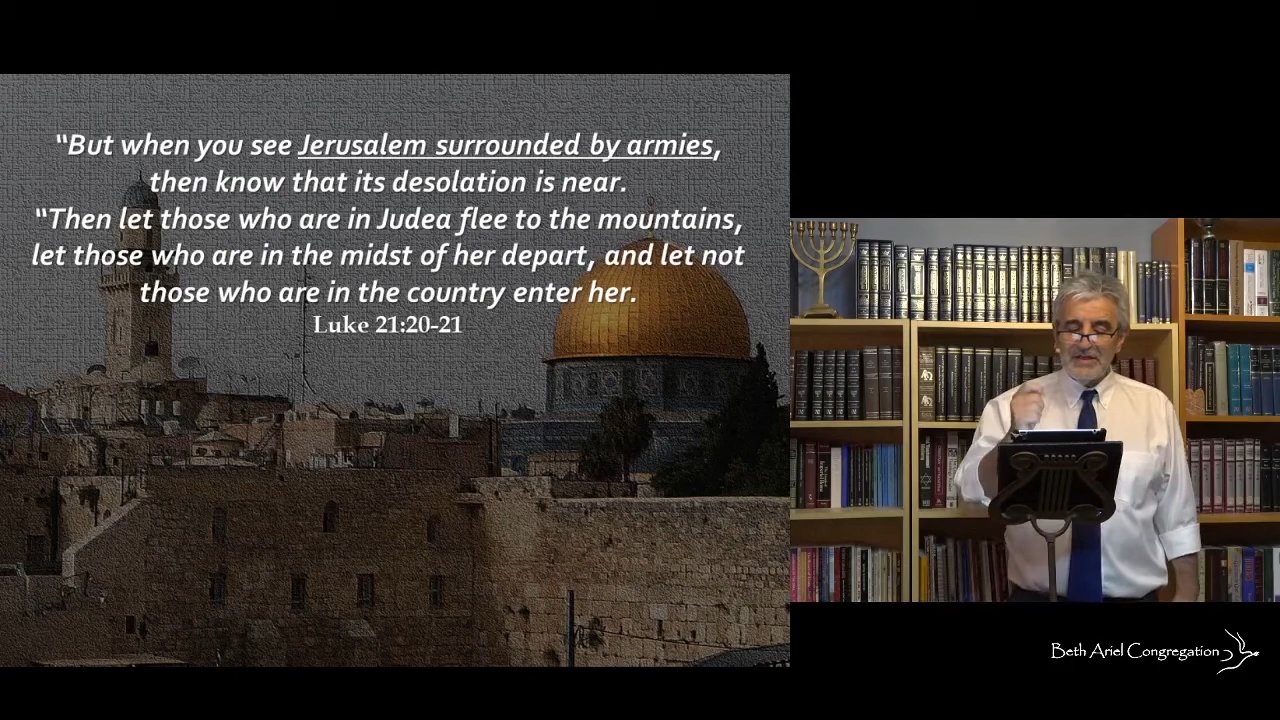 “But when you see Jerusalem surrounded by armies,
then know that its desolation is near.
“Then let those who are in Judea flee to the mountains,
let those who are in the midst of her depart, and let not
those who are in the country enter her.
Luke 21:20-21
Beth Ariel Congregation